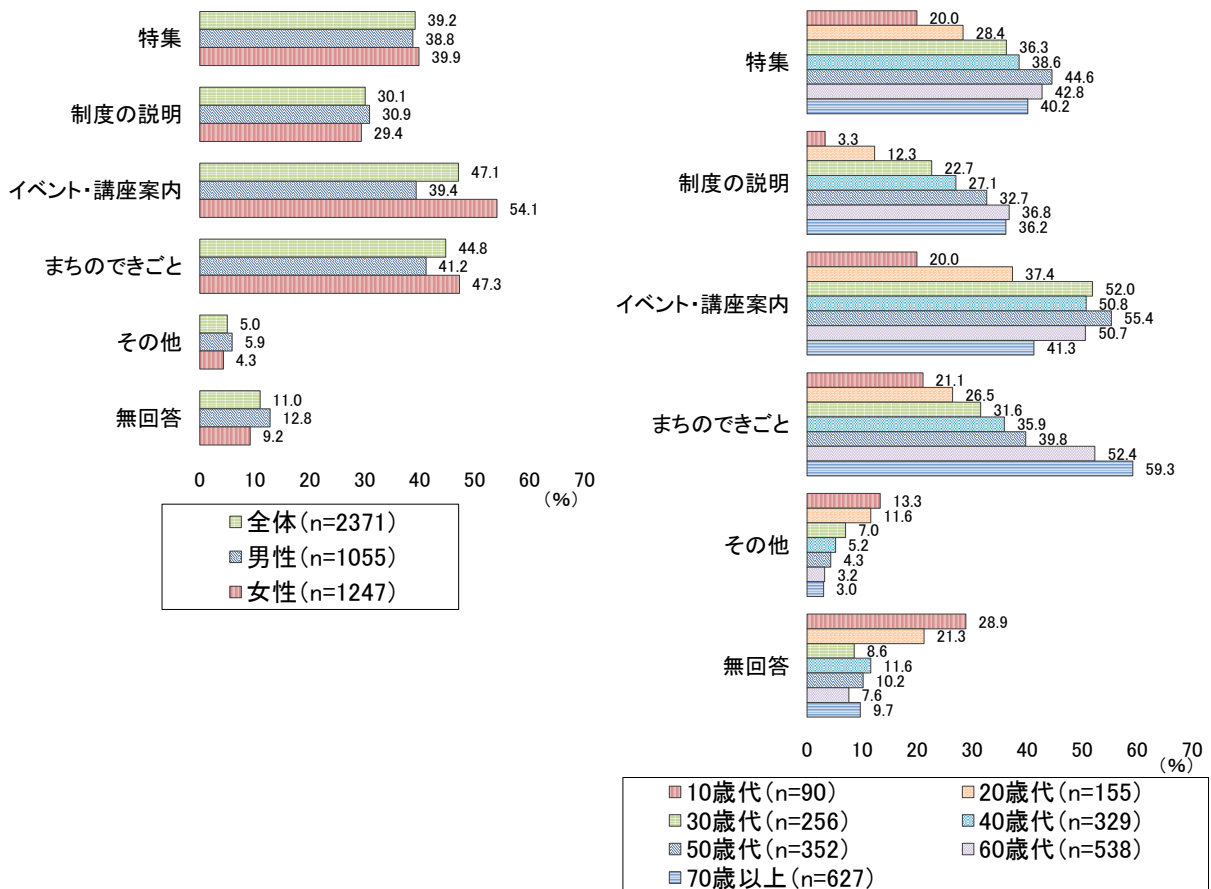 特集
39.2
38.8
39.9
制度の説明
30.1
30.9
29.4
イベント・講座案内
47.1
39.4
54.1
まちのできごと
44.8
41.2
47.3
その他
5.0
5.9
4.3
無回答
11.0
12.8
9.2
0 10 20 30 40 50 60 70
(%)
全体(n=2371)
男性(n=1055)
女性(n=1247)
特集
20.0
28.4
36.3
38.6
44.6
42.8
40.2
制度の説明
3.3
12.3
22.7
27.1
32.7
36.8
36.2
イベント・講座案内
20.0
37.4
52.0
50.8
55.4
50.7
41.3
まちのできごと
21.1
26.5
31.6
35.9
39.8
52.4
59.3
その他
13.3
11.6
7.0
5.2
4.3
3.2
3.0
無回答
28.9
21.3
8.6
11.6
10.2
7.6
9.7
0 10 20 30 40 50 60 70
(%)
10歳代(n=90) 20歳代(n=155)
30歳代(n=256) 40歳代(n=329)
50歳代(n=352) 60歳代(n=538)
70歳以上(n=627)